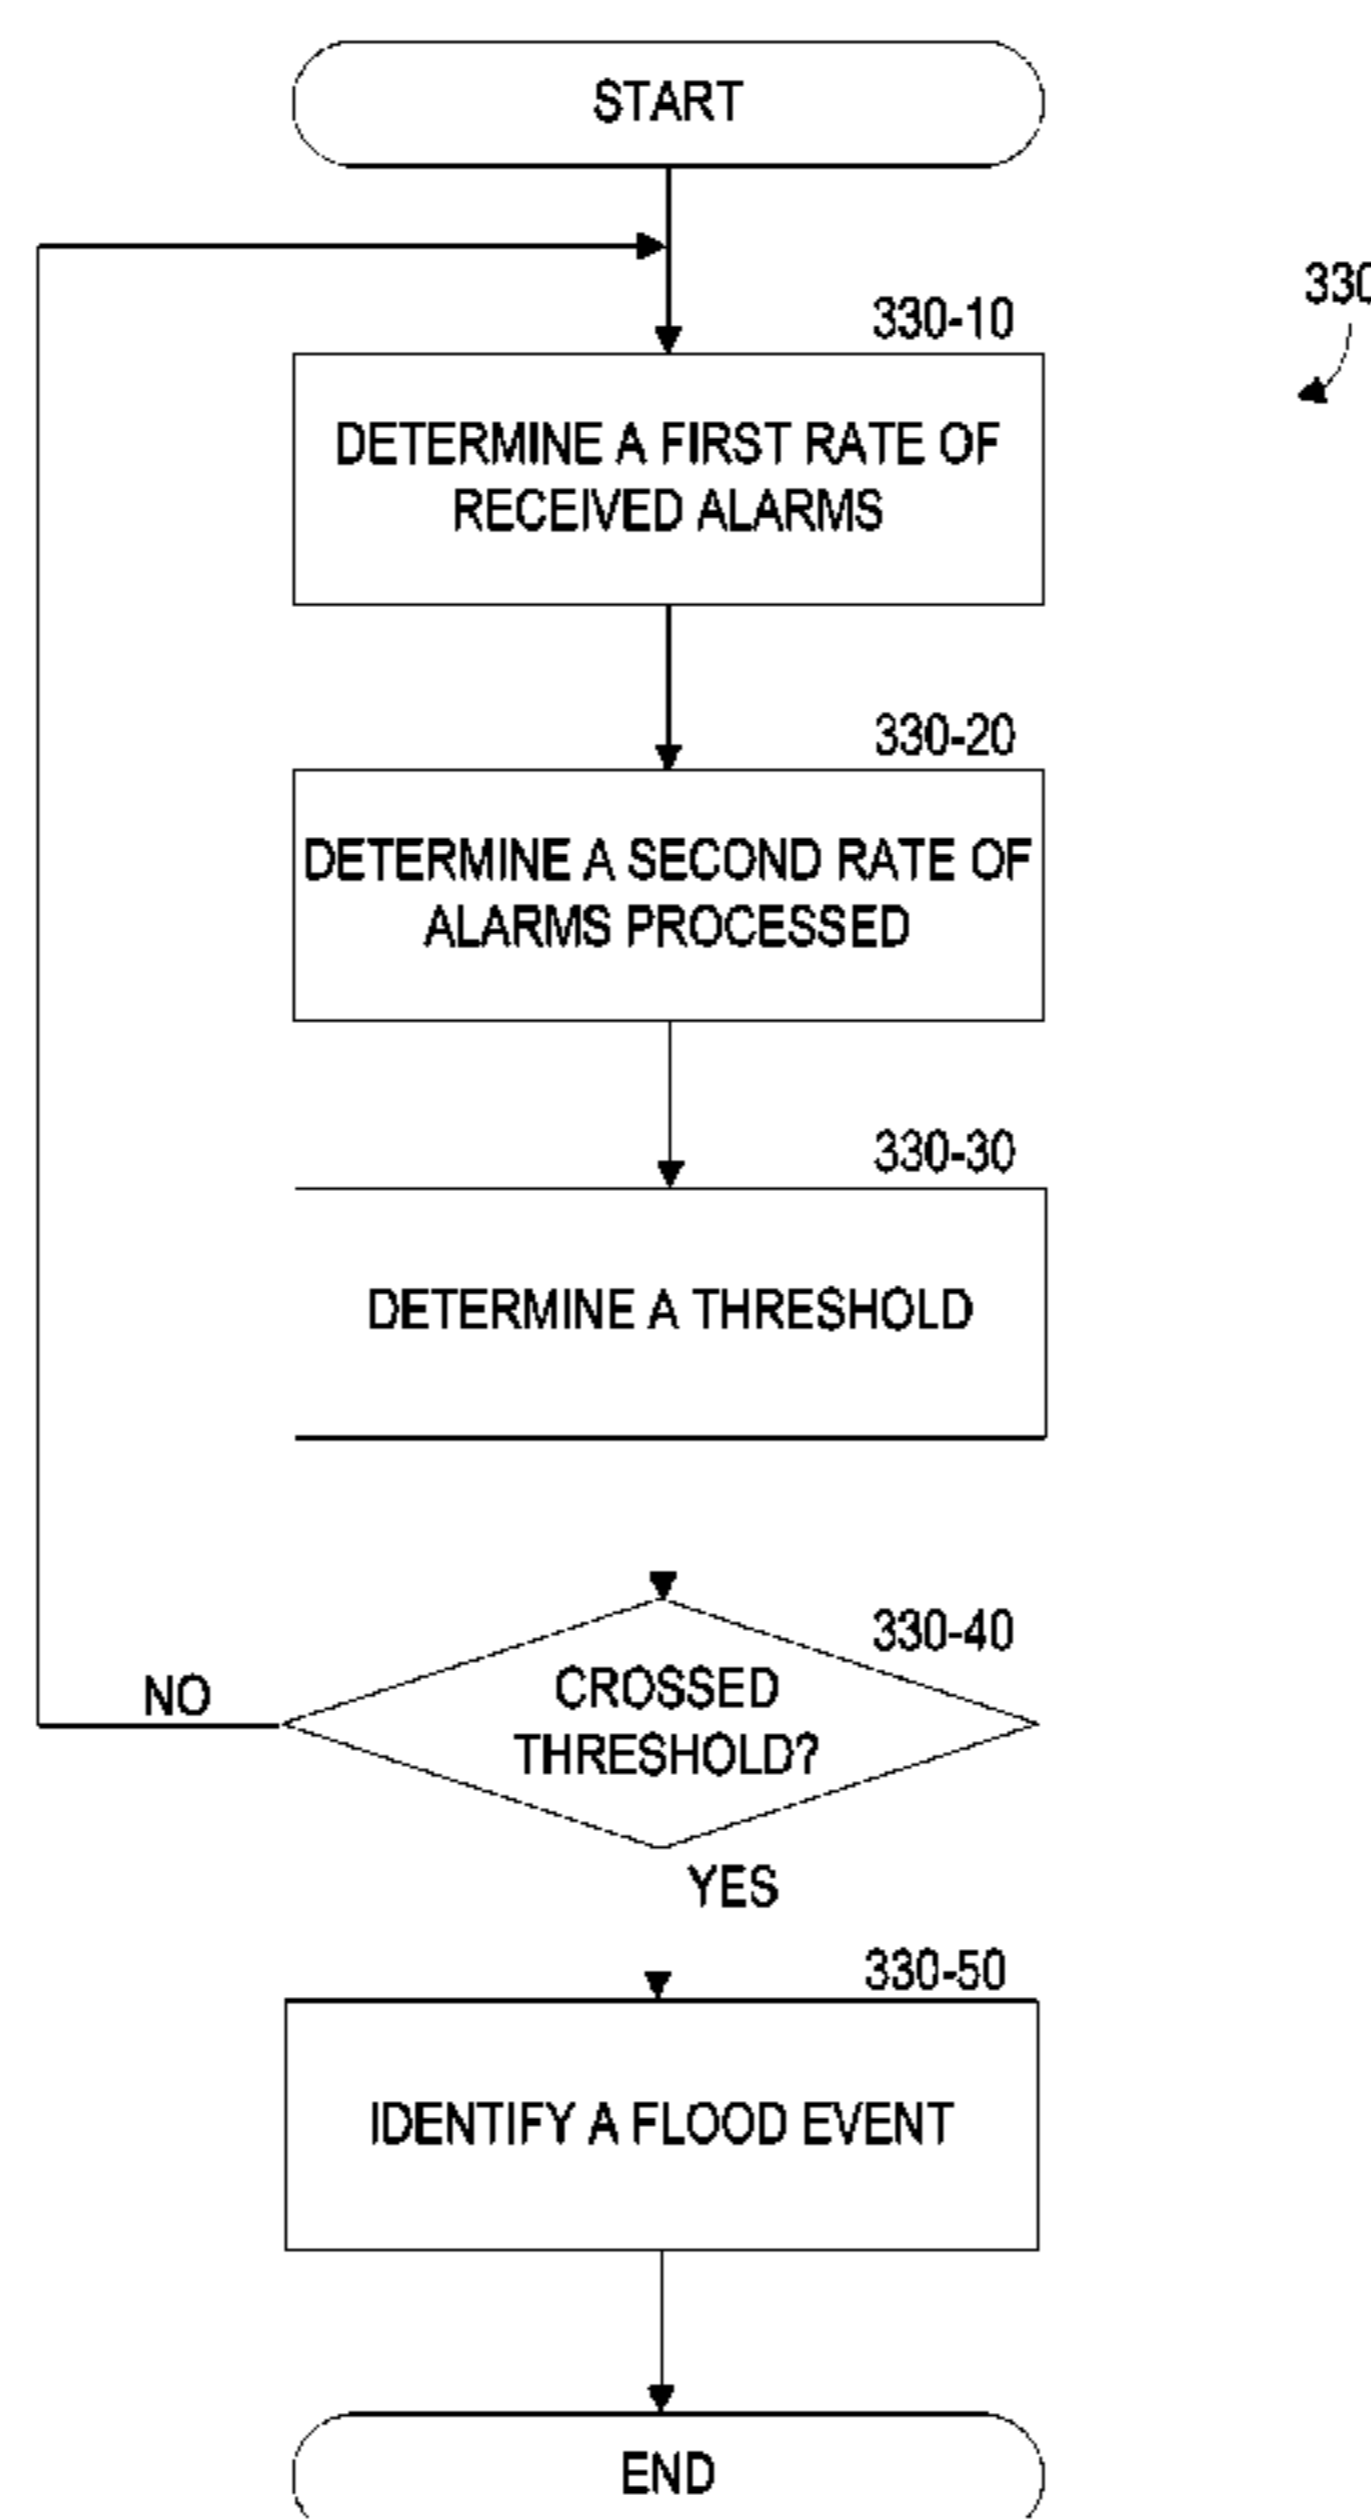 START
330
330-10
DETERMINE A FIRST RATE OF
RECEIVED ALARMS
330-20
DETERMINE A SECOND RATE OF
ALARMS PROCESSED
330-30
DETERMINE A THRESHOLD
330-40
CROSSED
THRESHOLD?
NO
YES
330-50
IDENTIFY A FLOOD EVENT
END